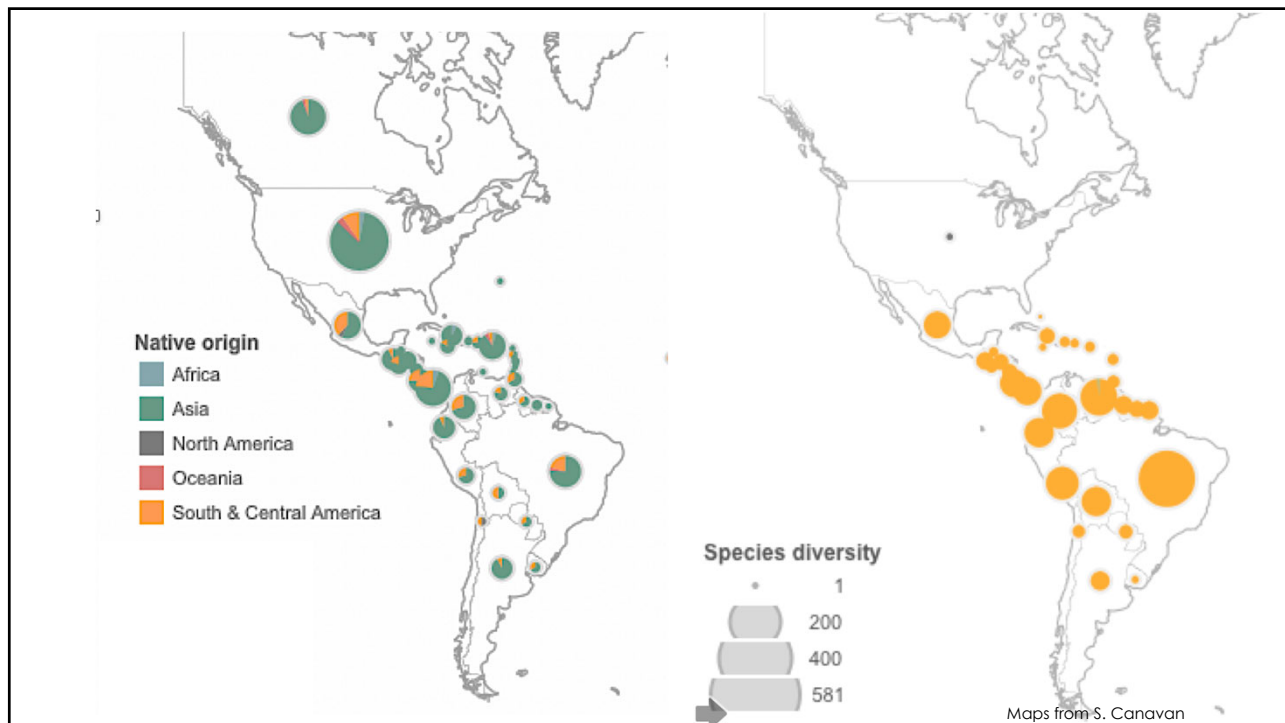 Native origin
Africa
Asia
North America
Oceania
South & Central America
Species diversity
1
200
400
581
Maps from S. Canavan